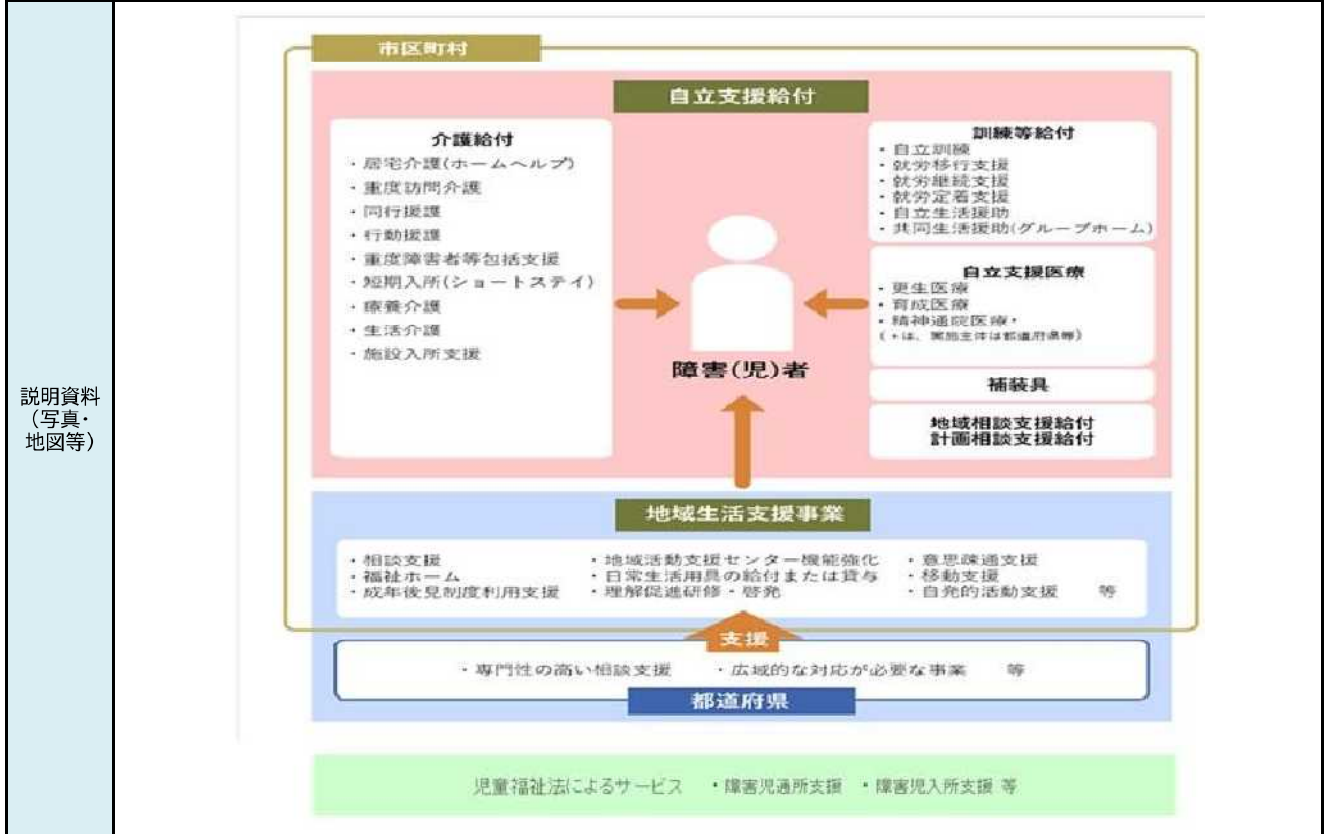 説明資料
（写真・
地図等）
市区町村
自立支援給付
介護給付
・居宅介護(ホームヘルプ)
・重度訪問介護
・同行援護
・行動援護
・重度障害者等包括支援
・短期入所(ショートステイ)
・療養介護
・生活介護
・施設入所支援
訓練等給付
・自立訓練
・就労移行支援
・就労継続支援
・就労定着支援
・自立生活援助
・共同生活援助(グループホーム)
自立支援医療
・更生医療
・育成医療
・精神通院医療*
(*は、実施主体は都道府県等)
補装具
地域相談支援給付
計画相談支援給付
障害(児)者
地域生活支援事業
・相談支援
・福祉ホーム
・成年後見制度利用支援
・地域活動支援センター機能強化
・日常生活用具の給付または貸与
・理解促進研修・啓発
・意思疎通支援
・移動支援
・自発的活動支援 等
支援
・専門性の高い相談支援 ・広域的な対応が必要な事業 等
都道府県
児童福祉法によるサービス ・障害児通所支援 ・障害児入所支援 等